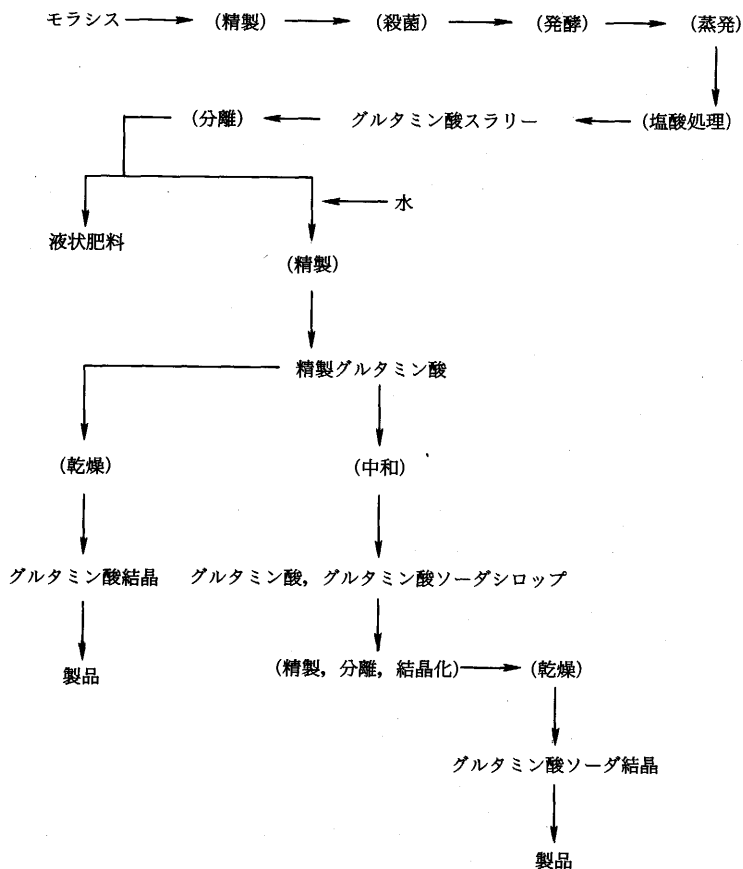 モラシス (精製) (殺菌) (発酵) (蒸発)
(分離) グルタミン酸スラリー (塩酸処理)
水
液状肥料
(精製)
精製グルタミン酸
(乾燥) (中和)
グルタミン酸結晶 グルタミン酸，グルタミン酸ソーダシロップ
製品 (精製，分離，結晶化) (乾燥)
グルタミン酸ソーダ結晶
製品